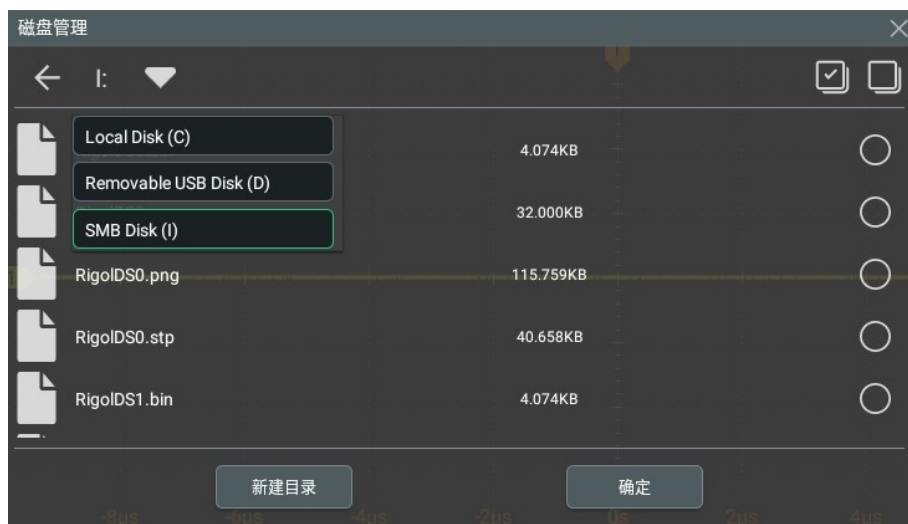 磁盘管理
I:
Local Disk (C)
4.074KB
Removable USB Disk (D)
32.000KB
SMB Disk (I)
RigolDS0.png
115.759KB
RigolDS0.stp
40.658KB
RigolDS1.bin
4.074KB
新建目录
确定
-8us
-6us
-4us
-2us
0s
2us
4us